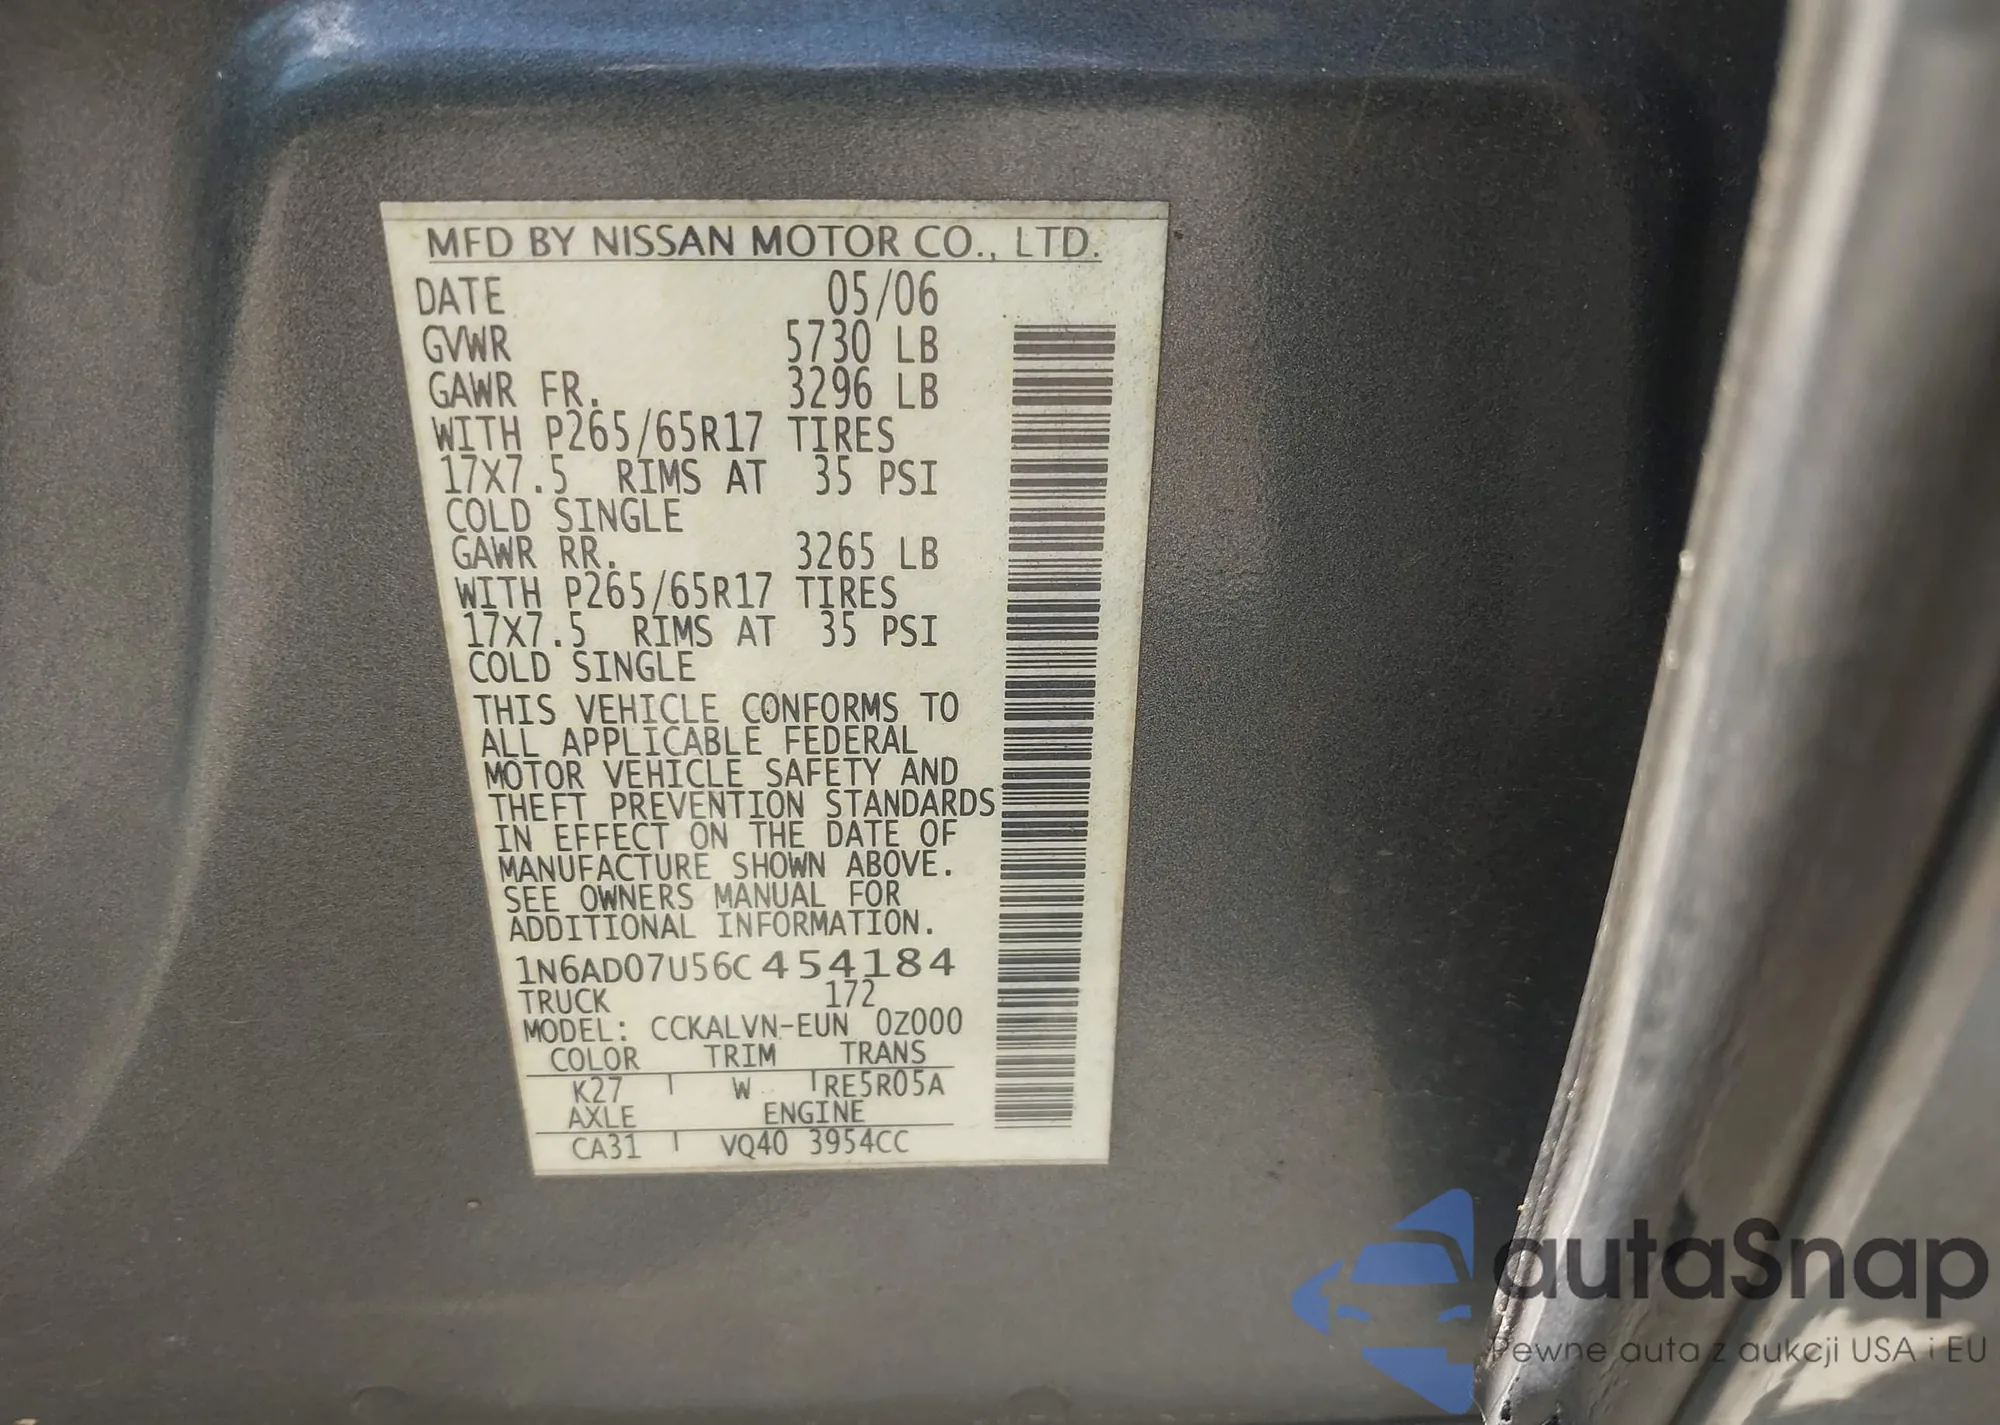 MFD BY NISSAN MOTOR CO., LTD.
DATE 05/06
GVWR 5730 LB
GAWR FR. 3296 LB
WITH P265/65R17 TIRES
17X7.5 RIMS AT 35 PSI
COLD SINGLE
GAWR RR. 3265 LB
WITH P265/65R17 TIRES
17X7.5 RIMS AT 35 PSI
COLD SINGLE
THIS VEHICLE CONFORMS TO
ALL APPLICABLE FEDERAL
MOTOR VEHICLE SAFETY AND
THEFT PREVENTION STANDARDS
IN EFFECT ON THE DATE OF
MANUFACTURE SHOWN ABOVE.
SEE OWNERS MANUAL FOR
ADDITIONAL INFORMATION.
1N6AD07U56C454184
TRUCK 172
MODEL: CCKALVN-EUN 0Z000
COLOR TRIM TRANS
K27 W RE5R05A
AXLE ENGINE
CA31 VQ40 3954CC
autaSnap
Pewne auta z aukcji USA i EU